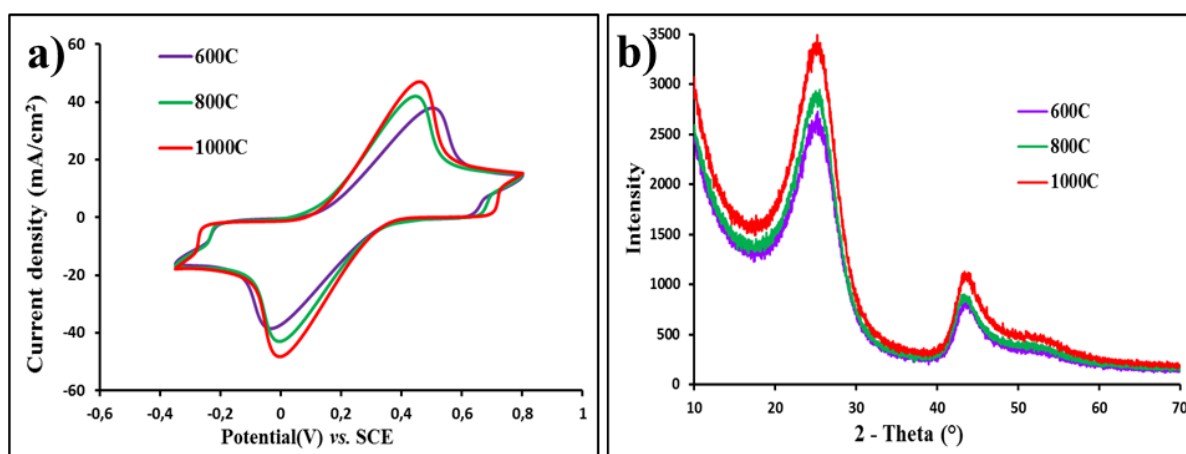 a)
600C
800C
1000C
Current density (mA/cm²)
60
40
20
0
-20
-40
-60
-0,6 -0,4 -0,2 0 0,2 0,4 0,6 0,8 1
Potential(V) vs. SCE
b)
600C
800C
1000C
Intensity
3500
3000
2500
2000
1500
1000
500
0
10 20 30 40 50 60 70
2 - Theta (°)